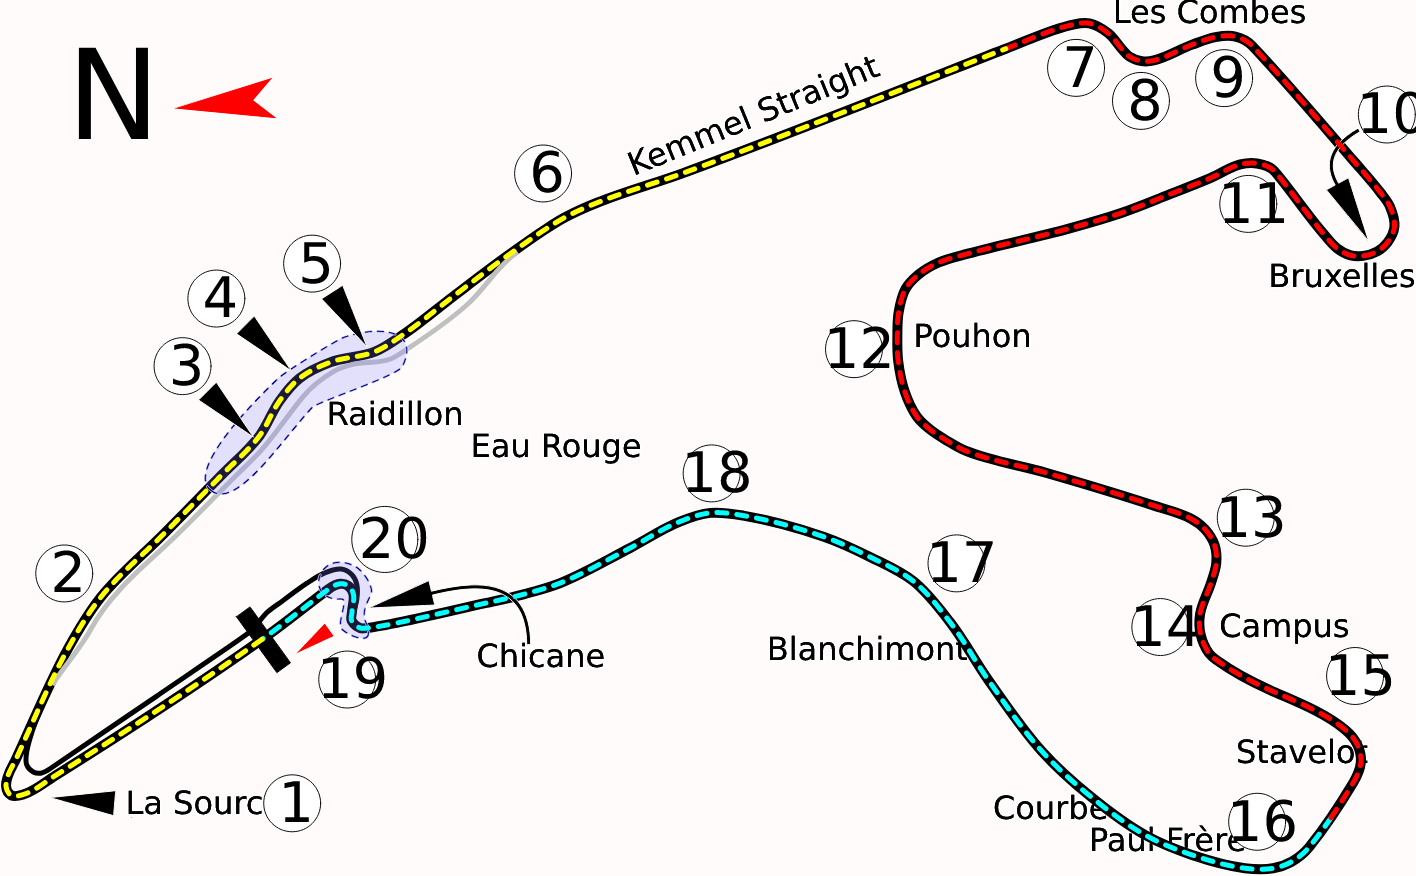 Les Combes
N
7
9
8
10
Kemmel Straight
6
11
5
Bruxelles
4
Pouhon
12
3
Raidillon
Eau Rouge
18
13
20
17
2
14
Campus
Chicane
Blanchimont
19
15
Stavelot
La Sourc
1
Courbe
16
Paul Frère